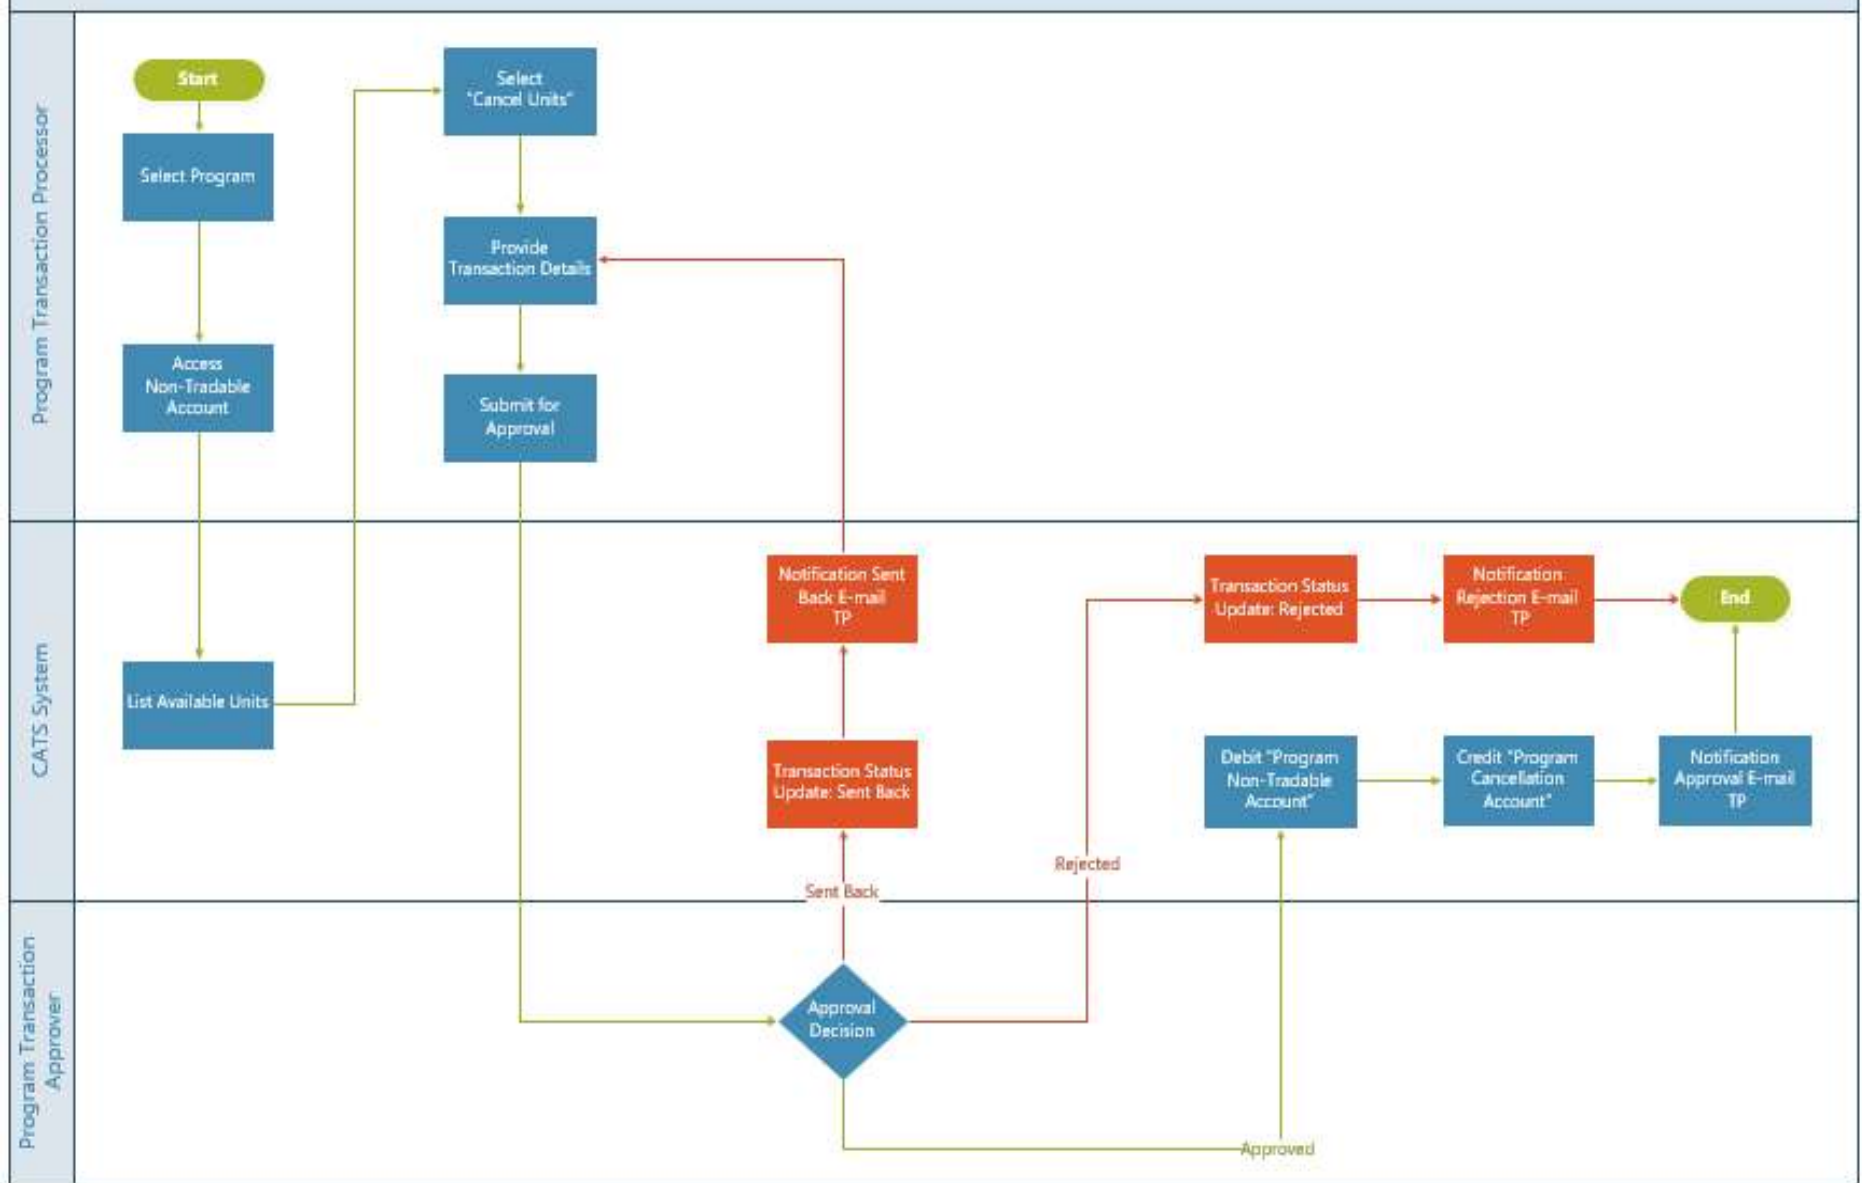 Program Transaction Processor
Start
Select Program
Access
Non-Tradable
Account
Select
"Cancel Units"
Provide
Transaction Details
Submit for
Approval
CATS System
List Available Units
Notification Sent
Back E-mail
TP
Transaction Status
Update: Sent Back
Sent Back
Rejected
Transaction Status
Update: Rejected
Notification
Rejection E-mail
TP
End
Debit "Program
Non-Tradable
Account"
Credit "Program
Cancellation
Account"
Notification
Approval E-mail
TP
Program Transaction
Approver
Approval
Decision
Approved